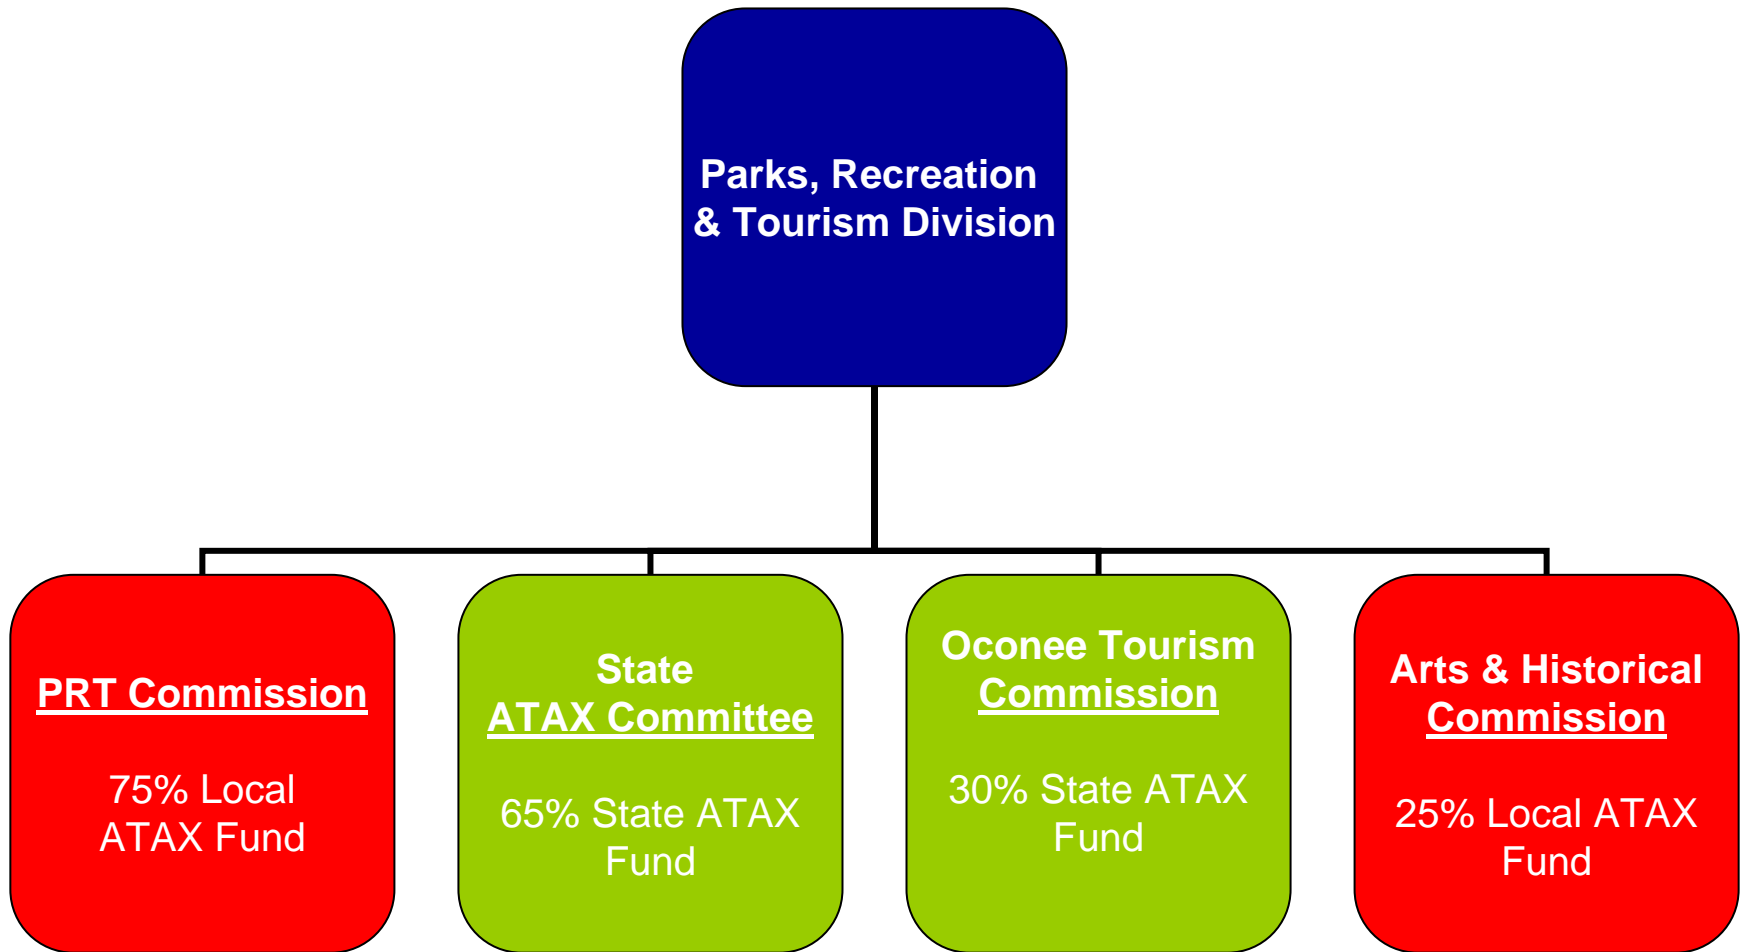 Parks, Recreation
& Tourism Division
PRT Commission
75% Local
ATAX Fund
State
ATAX Committee
65% State ATAX
Fund
Oconee Tourism
Commission
30% State ATAX
Fund
Arts & Historical
Commission
25% Local ATAX
Fund